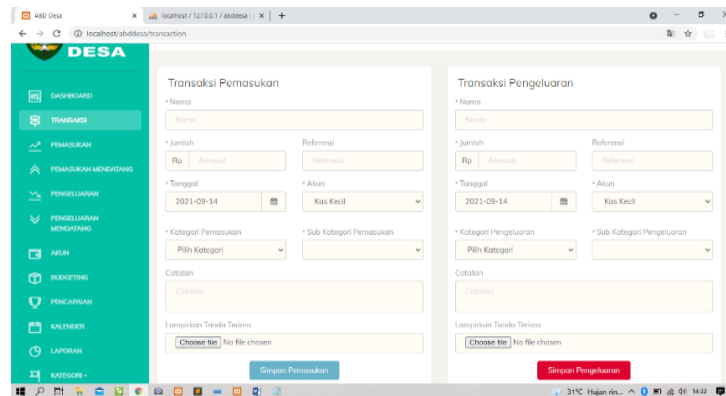 ABD Desa
localhost / 127.0.0.1 / abddesa |
localhost/abddesa/transaction
DESA
DASHBOARD
TRANSAKSI
PEMASUKAN
PEMASUKAN MENDATANG
PENGELUARAN
PENGELUARAN
MENDATANG
AKUN
BUDGETING
PENCAPAIAN
KALENDER
LAPORAN
KATEGORI
Transaksi Pemasukan
* Nama
Nama
* Jumlah
Referensi
Rp
Amount
Referensi
* Tanggal
* Akun
2021-09-14
Kas Kecil
* Kategori Pemasukan
* Sub Kategori Pemasukan
Pilih Kategori
Catatan
Catatan
Lampirkan Tanda Terima
Choose file No file chosen
Simpan Pemasukan
Transaksi Pengeluaran
* Nama
Nama
* Jumlah
Referensi
Rp
Amount
Referensi
* Tanggal
* Akun
2021-09-14
Kas Kecil
* Kategori Pengeluaran
* Sub Kategori Pengeluaran
Pilih Kategori
Catatan
Catatan
Lampirkan Tanda Terima
Choose file No file chosen
Simpan Pengeluaran
31°C Hujan rin...